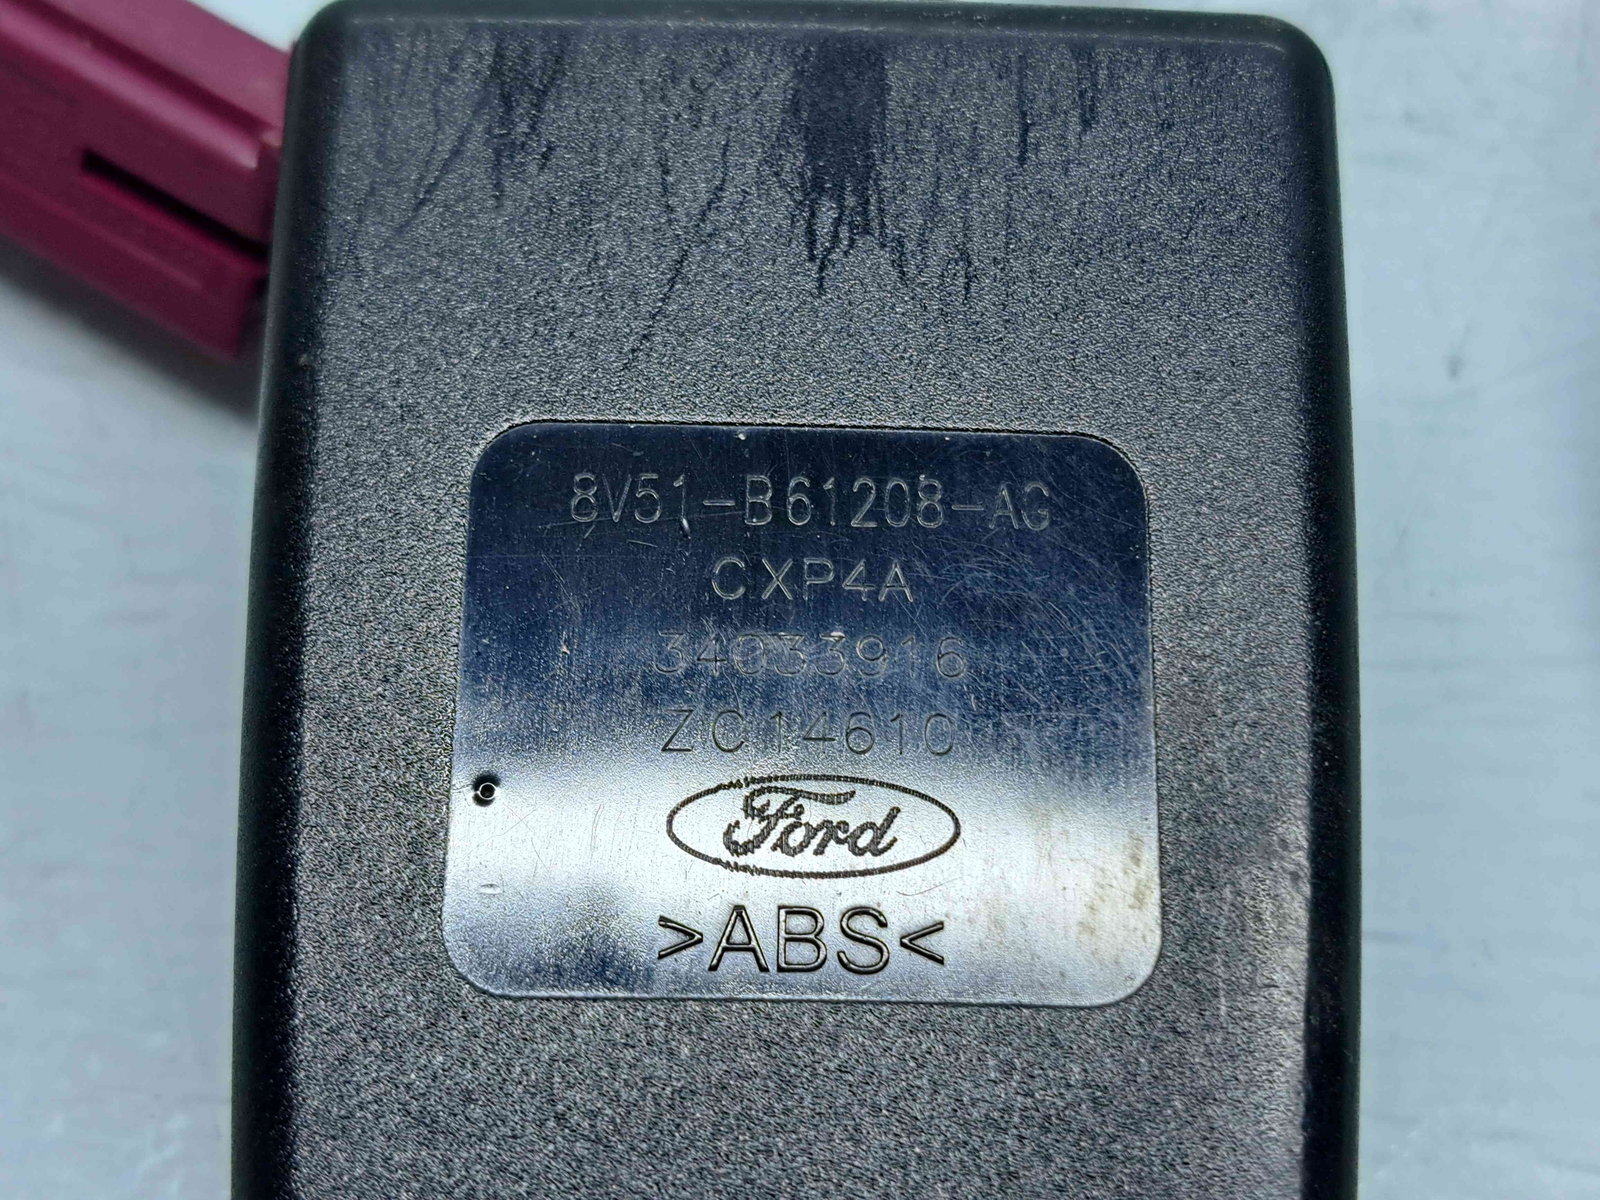 8V51-B61208-AG
CXP4A
34033916
ZC14610
Ford
>ABS<